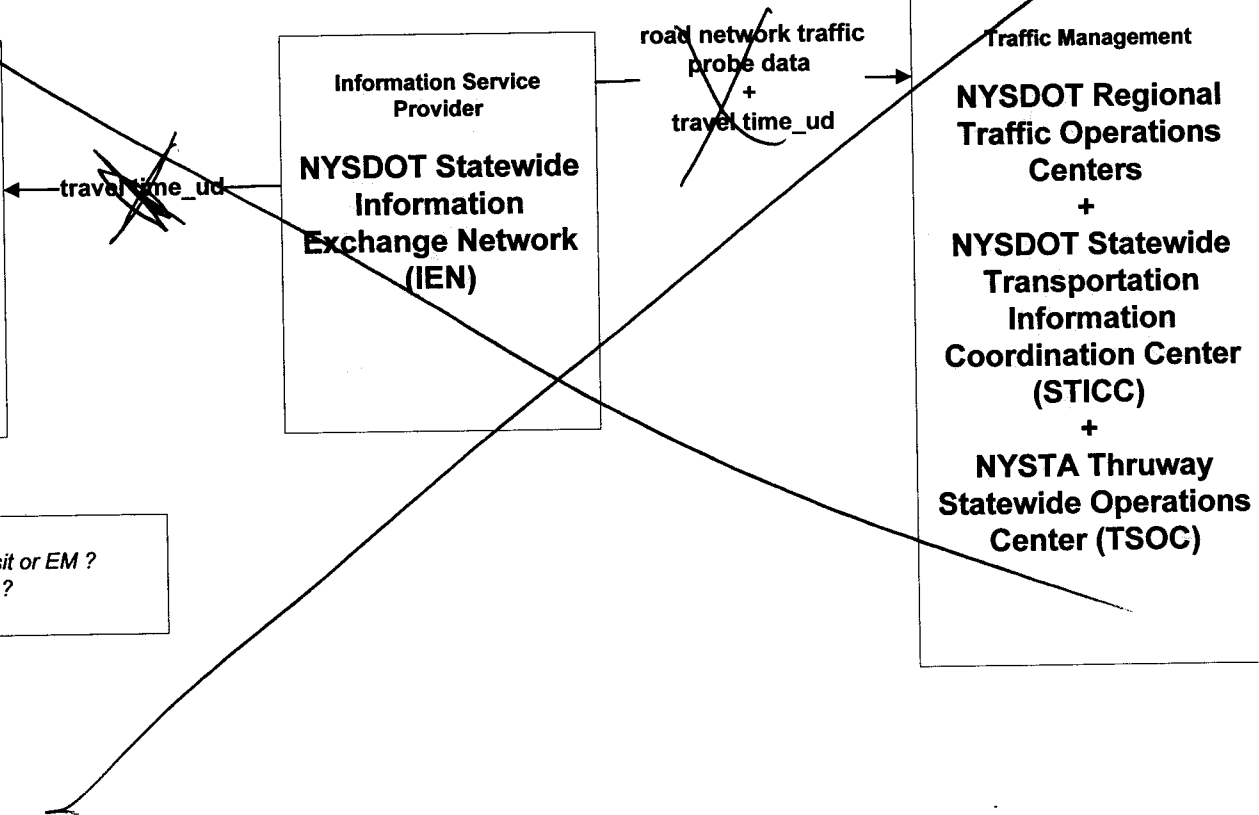 travel time_ud
Information Service
Provider
NYSDOT Statewide
Information
Exchange Network
(IEN)
road network traffic
probe data
+
travel time_ud
Traffic Management
NYSDOT Regional
Traffic Operations
Centers
+
NYSDOT Statewide
Transportation
Information
Coordination Center
(STICC)
+
NYSTA Thruway
Statewide Operations
Center (TSOC)
sit or EM ?
?